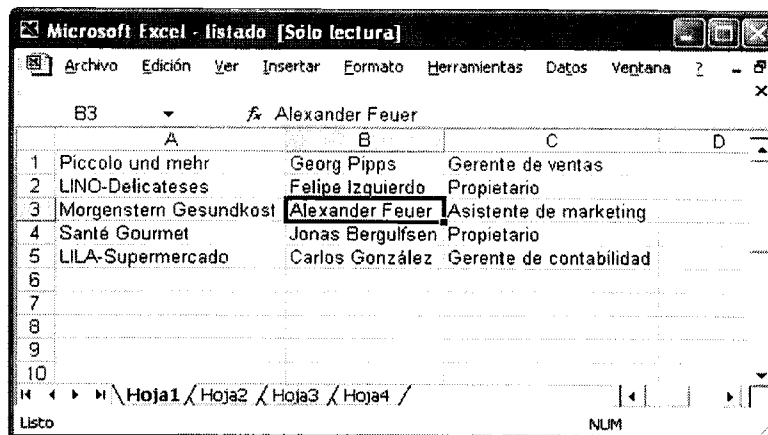 Microsoft Excel - listado [Sólo lectura]
Archivo Edición Ver Insertar Formato Herramientas Datos Ventana ?
B3 fx Alexander Feuer
A B C D
1 Piccolo und mehr Georg Pipps Gerente de ventas
2 LINO-Delicateses Felipe Izquierdo Propietario
3 Morgenstern Gesundkost Alexander Feuer Asistente de marketing
4 Santé Gourmet Jonas Bergulfsen Propietario
5 LILA-Supermercado Carlos González Gerente de contabilidad
6
7
8
9
10
Hoja1 Hoja2 Hoja3 Hoja4
Listo NUM